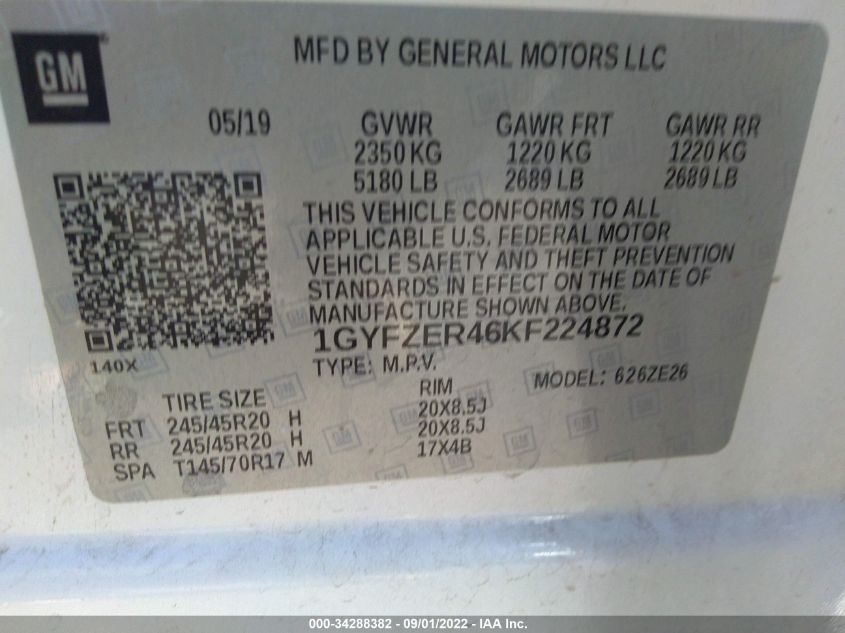 GM
MFD BY GENERAL MOTORS LLC
05/19 GVWR GAWR FRT GAWR RR
2350 KG 1220 KG 1220 KG
5180 LB 2689 LB 2689 LB
THIS VEHICLE CONFORMS TO ALL
APPLICABLE U.S. FEDERAL MOTOR
VEHICLE SAFETY AND THEFT PREVENTION
STANDARDS IN EFFECT ON THE DATE OF
MANUFACTURE SHOWN ABOVE.
1GYFZER46KF224872
140X
TYPE: M.P.V. MODEL: 626ZE26
TIRE SIZE RIM
FRT 245/45R20 H 20X8.5J
RR 245/45R20 H 20X8.5J
SPA T145/70R17 M 17X4B
000-34288382 - 09/01/2022 - IAA Inc.